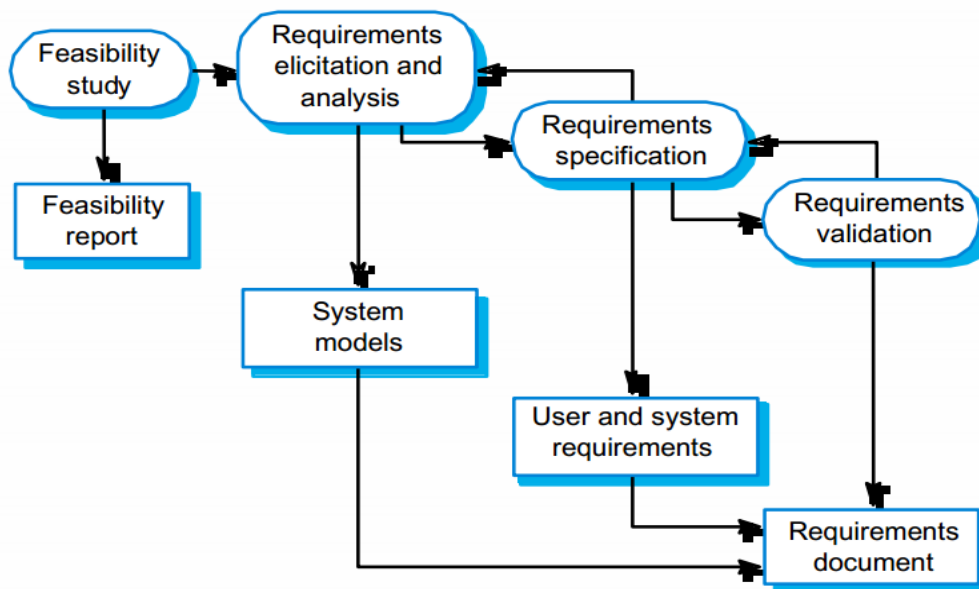 Feasibility
study
Requirements
elicitation and
analysis
Requirements
specification
Requirements
validation
Feasibility
report
System
models
User and system
requirements
Requirements
document